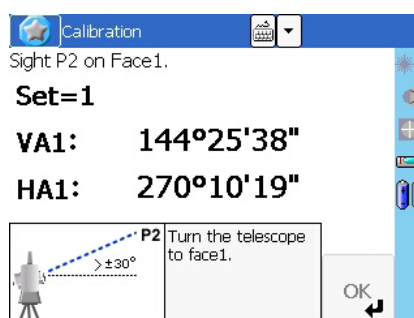 Calibration
Sight P2 on Face1.
Set=1
VA1: 144°25'38"
HA1: 270°10'19"
P2
>±30°
Turn the telescope
to face1.
OK